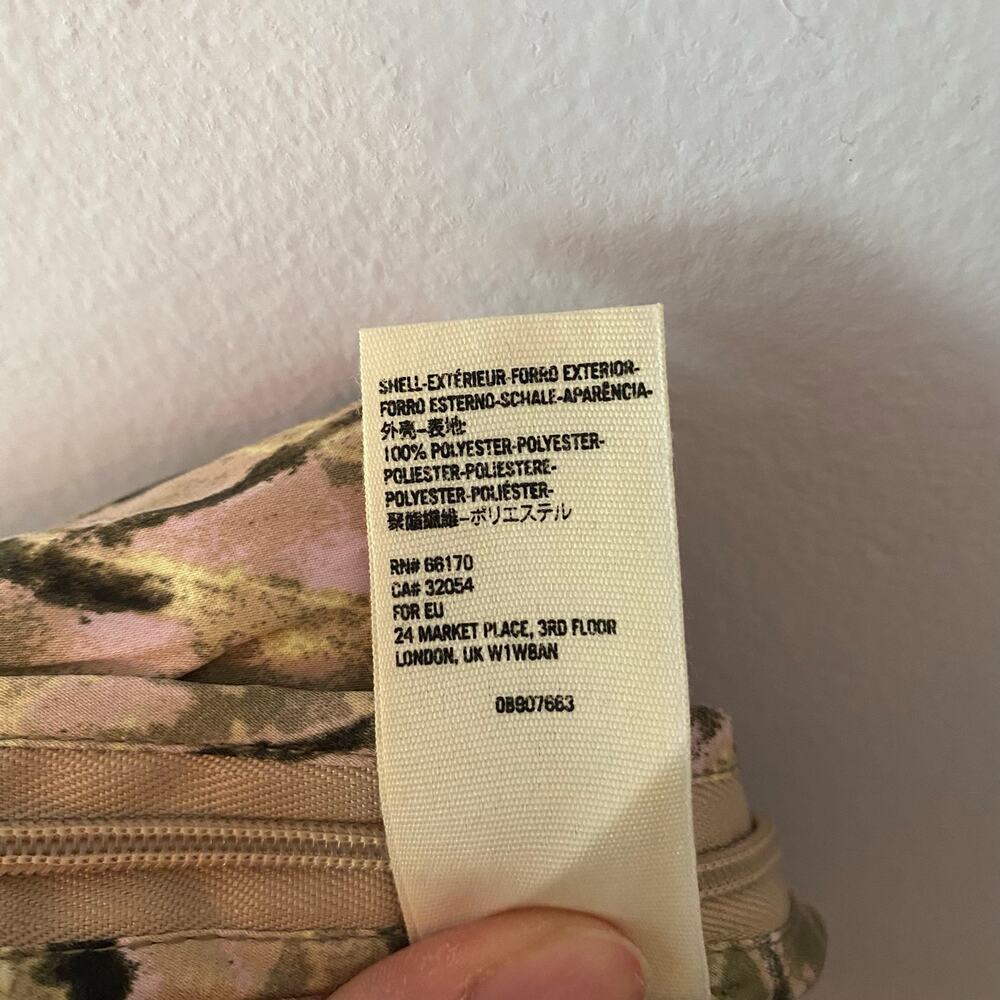 SHELL-EXTÉRIEUR-FORRO EXTERIOR-
FORRO ESTERNO-SCHALE-APARÊNCIA-
外壳-表地:
100% POLYESTER-POLYESTER-
POLIESTER-POLIESTERE-
POLYESTER-POLIÉSTER-
聚酯纖維-ポリエステル
RN# 66170
CA# 32054
FOR EU
24 MARKET PLACE, 3RD FLOOR
LONDON, UK W1W8AN
0B907663